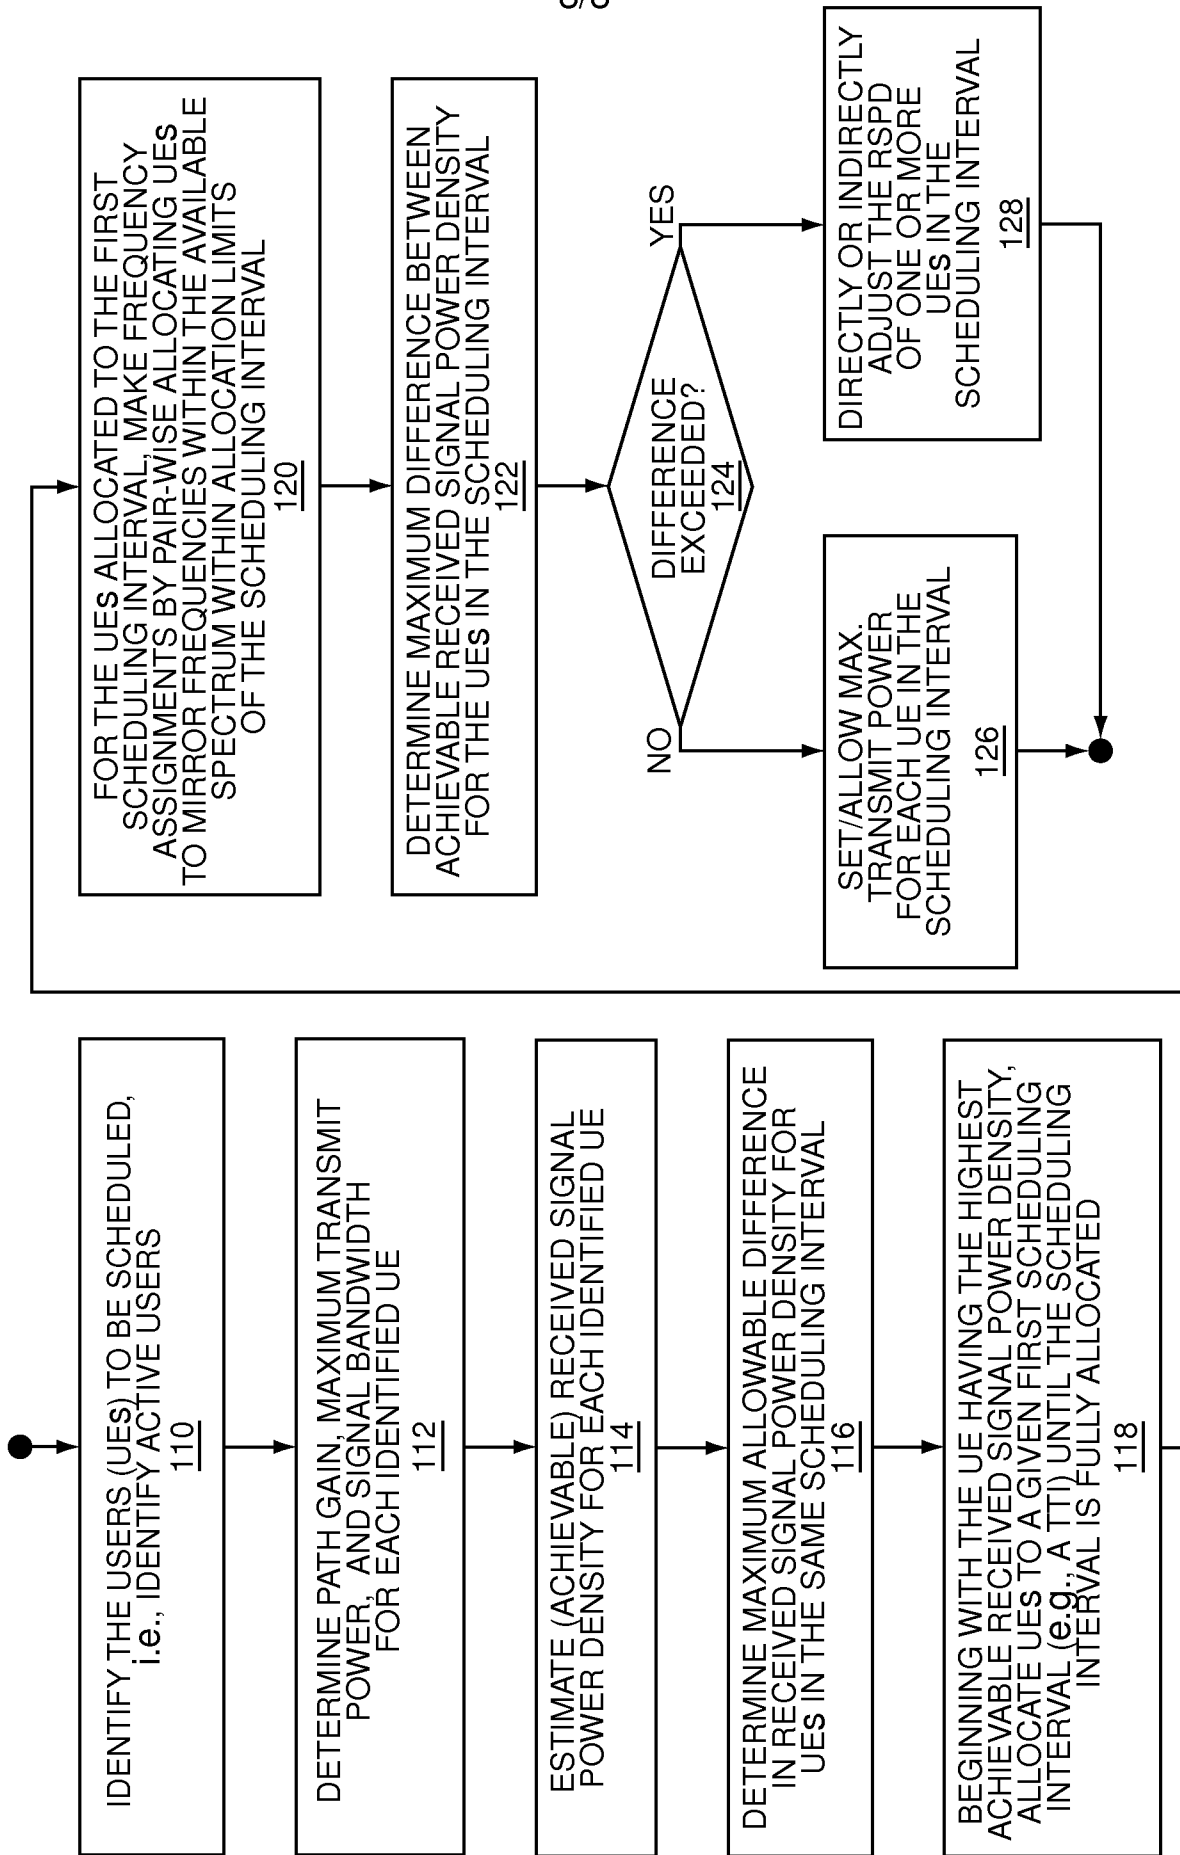 IDENTIFY THE USERS (UEs) TO BE SCHEDULED,
i.e., IDENTIFY ACTIVE USERS
110
DETERMINE PATH GAIN, MAXIMUM TRANSMIT
POWER, AND SIGNAL BANDWIDTH
FOR EACH IDENTIFIED UE
112
ESTIMATE (ACHIEVABLE) RECEIVED SIGNAL
POWER DENSITY FOR EACH IDENTIFIED UE
114
DETERMINE MAXIMUM ALLOWABLE DIFFERENCE
IN RECEIVED SIGNAL POWER DENSITY FOR
UEs IN THE SAME SCHEDULING INTERVAL
116
BEGINNING WITH THE UE HAVING THE HIGHEST
ACHIEVABLE RECEIVED SIGNAL POWER DENSITY,
ALLOCATE UEs TO A GIVEN FIRST SCHEDULING
INTERVAL (e.g., A TTI) UNTIL THE SCHEDULING
INTERVAL IS FULLY ALLOCATED
118
FOR THE UEs ALLOCATED TO THE FIRST
SCHEDULING INTERVAL, MAKE FREQUENCY
ASSIGNMENTS BY PAIR-WISE ALLOCATING UEs
TO MIRROR FREQUENCIES WITHIN THE AVAILABLE
SPECTRUM WITHIN ALLOCATION LIMITS
OF THE SCHEDULING INTERVAL
120
DETERMINE MAXIMUM DIFFERENCE BETWEEN
ACHIEVABLE RECEIVED SIGNAL POWER DENSITY
FOR THE UEs IN THE SCHEDULING INTERVAL
122
DIFFERENCE
EXCEEDED?
124
NO
YES
SET/ALLOW MAX.
TRANSMIT POWER
FOR EACH UE IN THE
SCHEDULING INTERVAL
126
DIRECTLY OR INDIRECTLY
ADJUST THE RSPD
OF ONE OR MORE
UEs IN THE
SCHEDULING INTERVAL
128